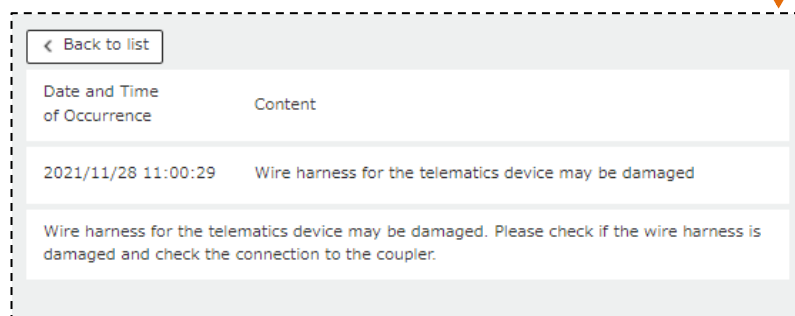 Back to list
Date and Time
of Occurrence
Content
2021/11/28 11:00:29 Wire harness for the telematics device may be damaged
Wire harness for the telematics device may be damaged. Please check if the wire harness is
damaged and check the connection to the coupler.